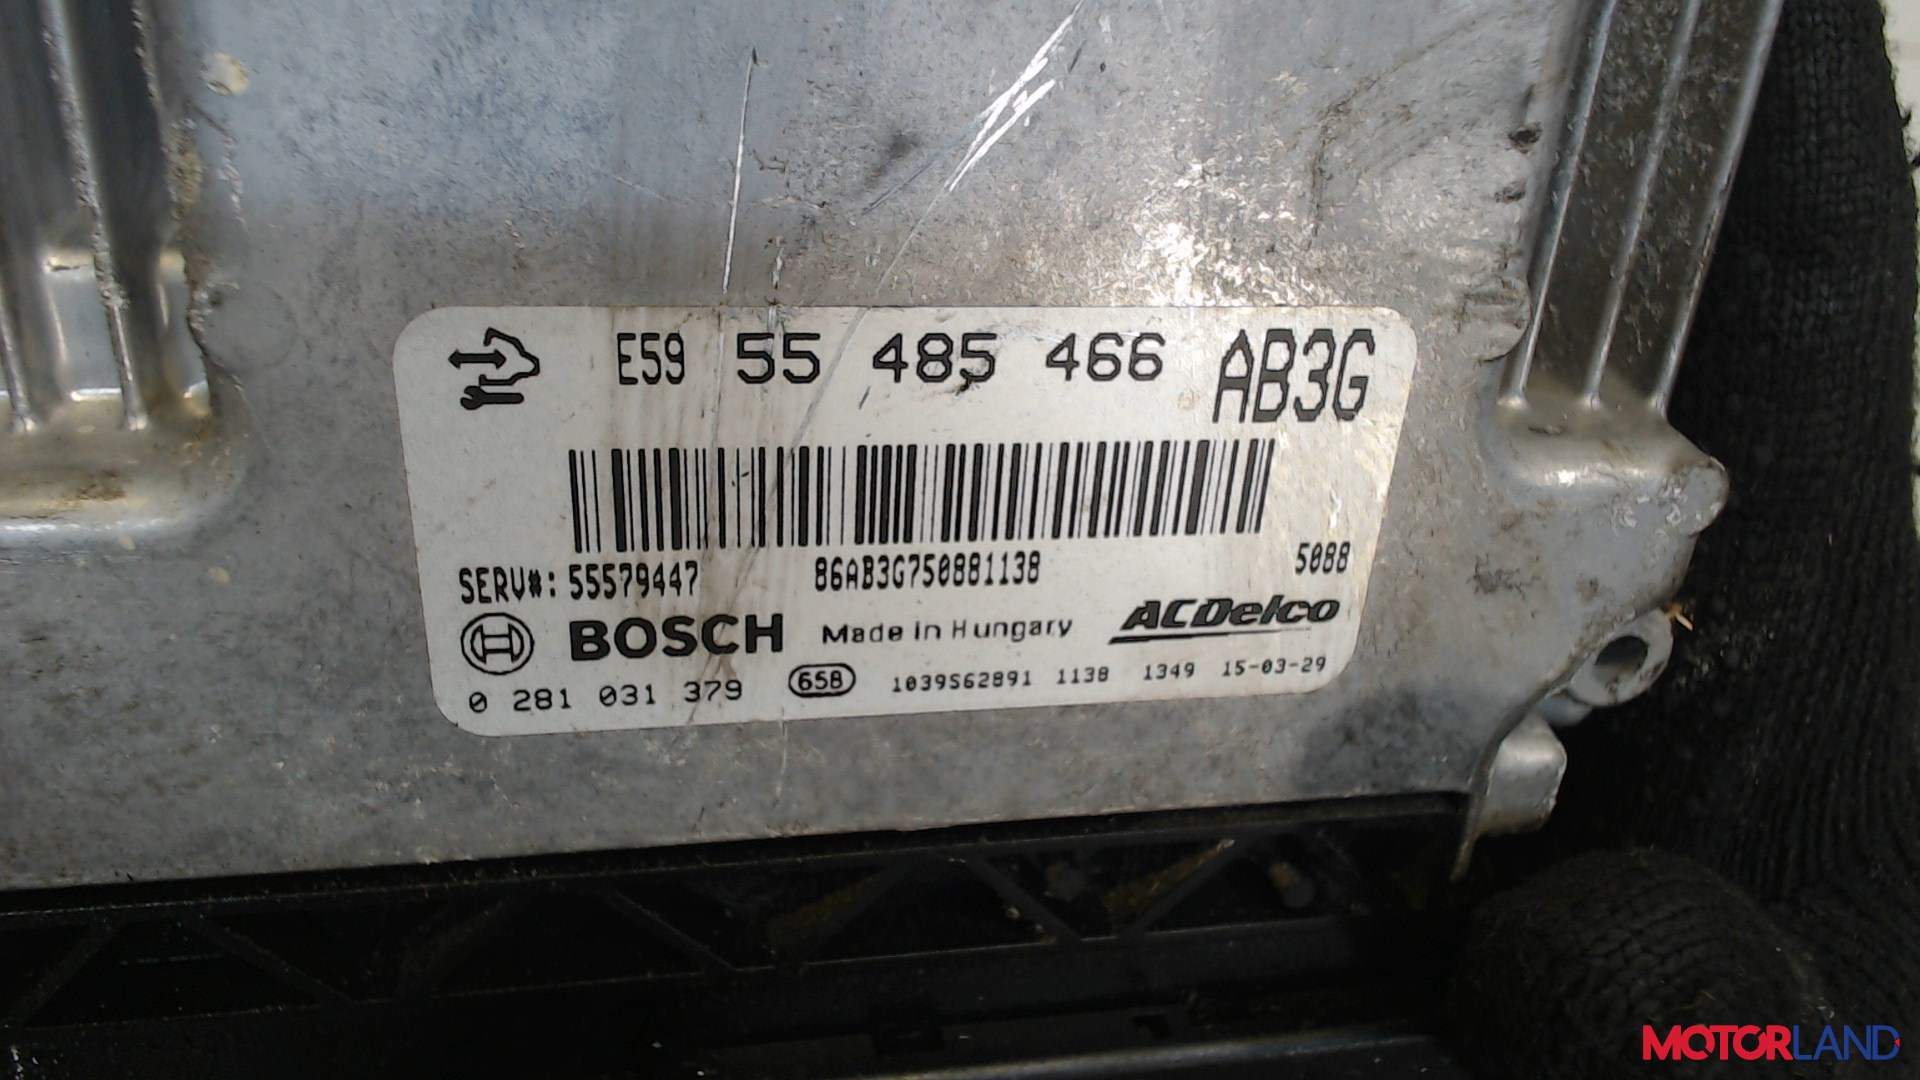 E59 55 485 466 AB3G
SERV#: 55579447 86AB3G750881138 5088
BOSCH Made in Hungary ACDelco
0 281 031 379 658 1039S62891 1138 1349 15-03-29
MOTORLAND